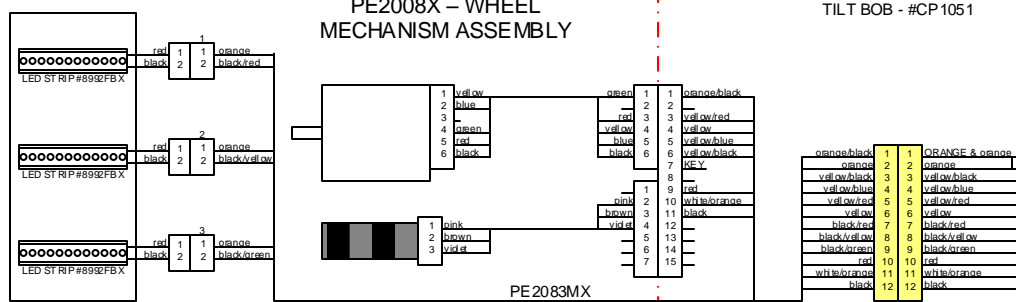 PE2008X – WHEEL
MECHANISM ASSEMBLY
TILT BOB - #CP1051
1
red 1 1 orange
black 2 2 black/red
LED STRIP #8992FBX
2
red 1 1 orange
black 2 2 black/yellow
LED STRIP #8992FBX
3
red 1 1 orange
black 2 2 black/green
LED STRIP #8992FBX
1 yellow
2 blue
3
4 green
5 red
6 black
1 pink
2 brown
3 violet
green 1 1 orange/black
2 2
red 3 3 yellow/red
yellow 4 4 yellow
blue 5 5 yellow/blue
black 6 6 yellow/black
7 KEY
8
1 9 red
pink 2 10 white/orange
brown 3 11 black
violet 4 12
5 13
6 14
7 15
PE2083MX
orange/black 1 1 ORANGE & orange
orange 2 2 orange
yellow/black 3 3 yellow/black
yellow/blue 4 4 yellow/blue
yellow/red 5 5 yellow/red
yellow 6 6 yellow
black/red 7 7 black/red
black/yellow 8 8 black/yellow
black/green 9 9 black/green
red 10 10 red
white/orange 11 11 white/orange
black 12 12 black